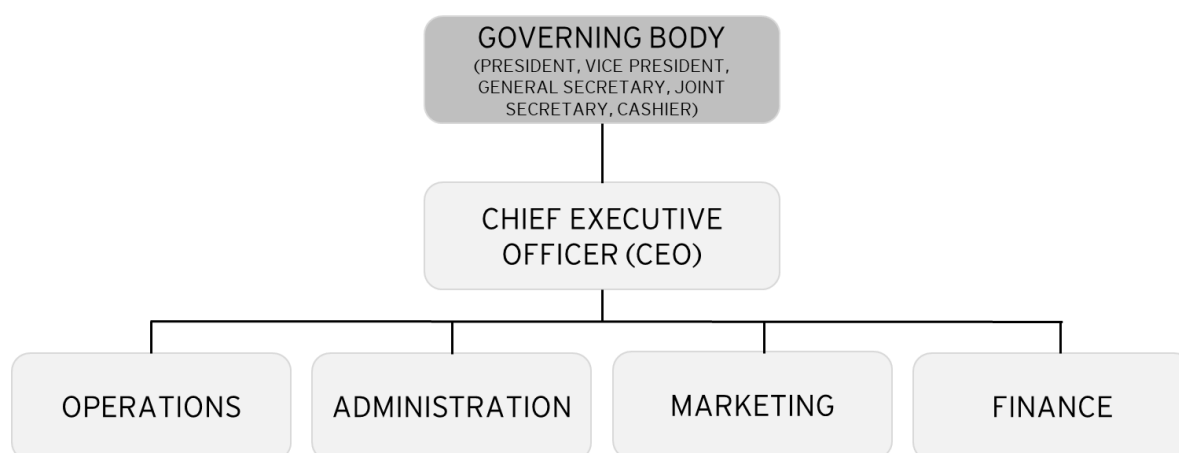 GOVERNING BODY
(PRESIDENT, VICE PRESIDENT,
GENERAL SECRETARY, JOINT
SECRETARY, CASHIER)
CHIEF EXECUTIVE
OFFICER (CEO)
OPERATIONS
ADMINISTRATION
MARKETING
FINANCE